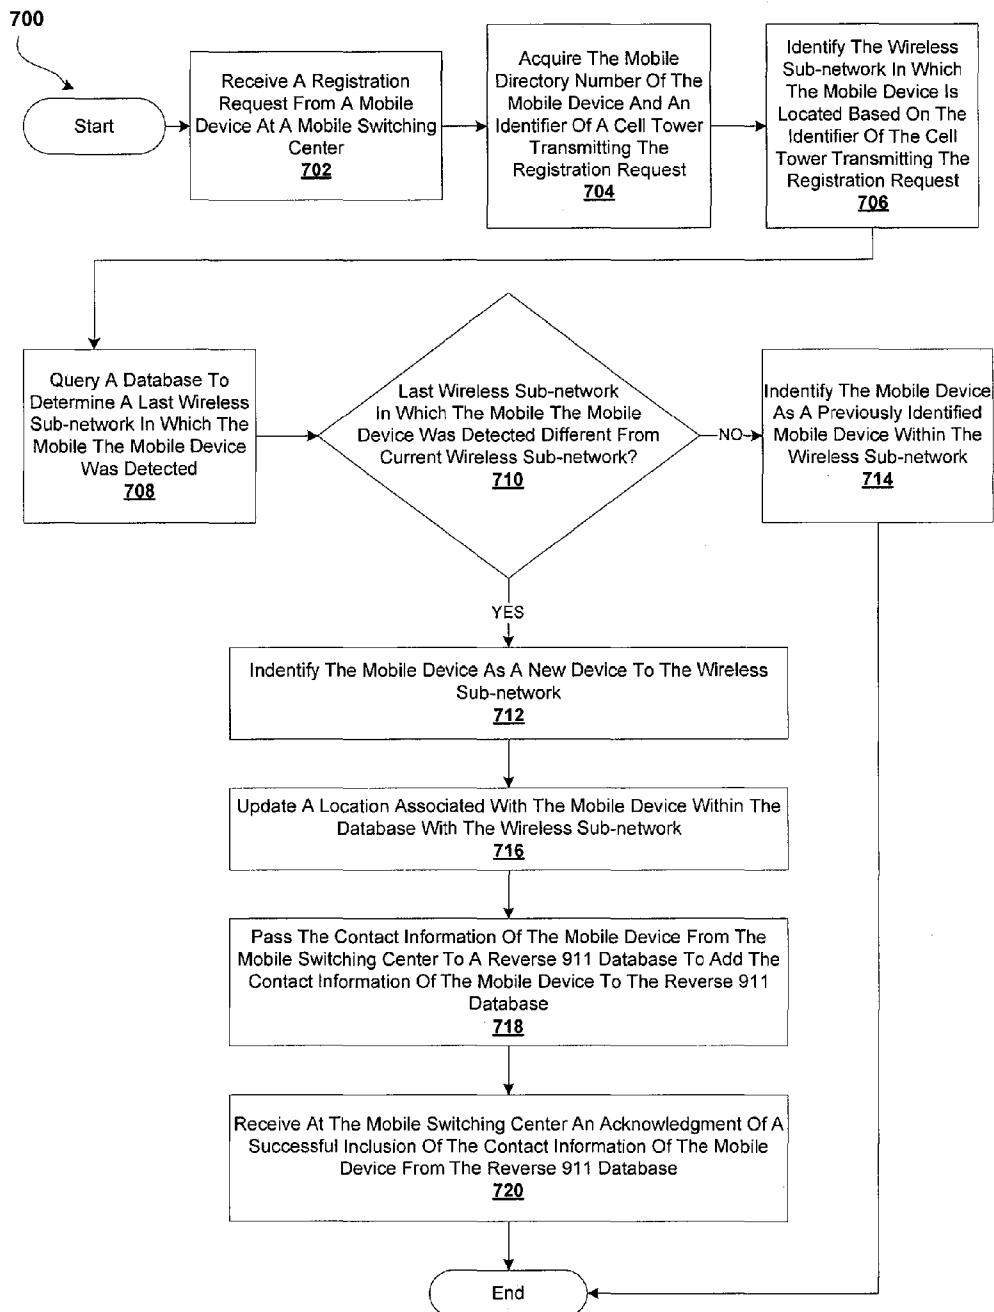 700
Start
Receive A Registration
Request From A Mobile
Device At A Mobile Switching
Center
702
Acquire The Mobile
Directory Number Of The
Mobile Device And An
Identifier Of A Cell Tower
Transmitting The
Registration Request
704
Identify The Wireless
Sub-network In Which
The Mobile Device Is
Located Based On The
Identifier Of The Cell
Tower Transmitting The
Registration Request
706
Query A Database To
Determine A Last Wireless
Sub-network In Which The
Mobile The Mobile Device
Was Detected
708
Last Wireless Sub-network
In Which The Mobile The Mobile
Device Was Detected Different From
Current Wireless Sub-network?
710
NO
Indentify The Mobile Device
As A Previously Identified
Mobile Device Within The
Wireless Sub-network
714
YES
Indentify The Mobile Device As A New Device To The Wireless
Sub-network
712
Update A Location Associated With The Mobile Device Within The
Database With The Wireless Sub-network
716
Pass The Contact Information Of The Mobile Device From The
Mobile Switching Center To A Reverse 911 Database To Add The
Contact Information Of The Mobile Device To The Reverse 911
Database
718
Receive At The Mobile Switching Center An Acknowledgment Of A
Successful Inclusion Of The Contact Information Of The Mobile
Device From The Reverse 911 Database
720
End